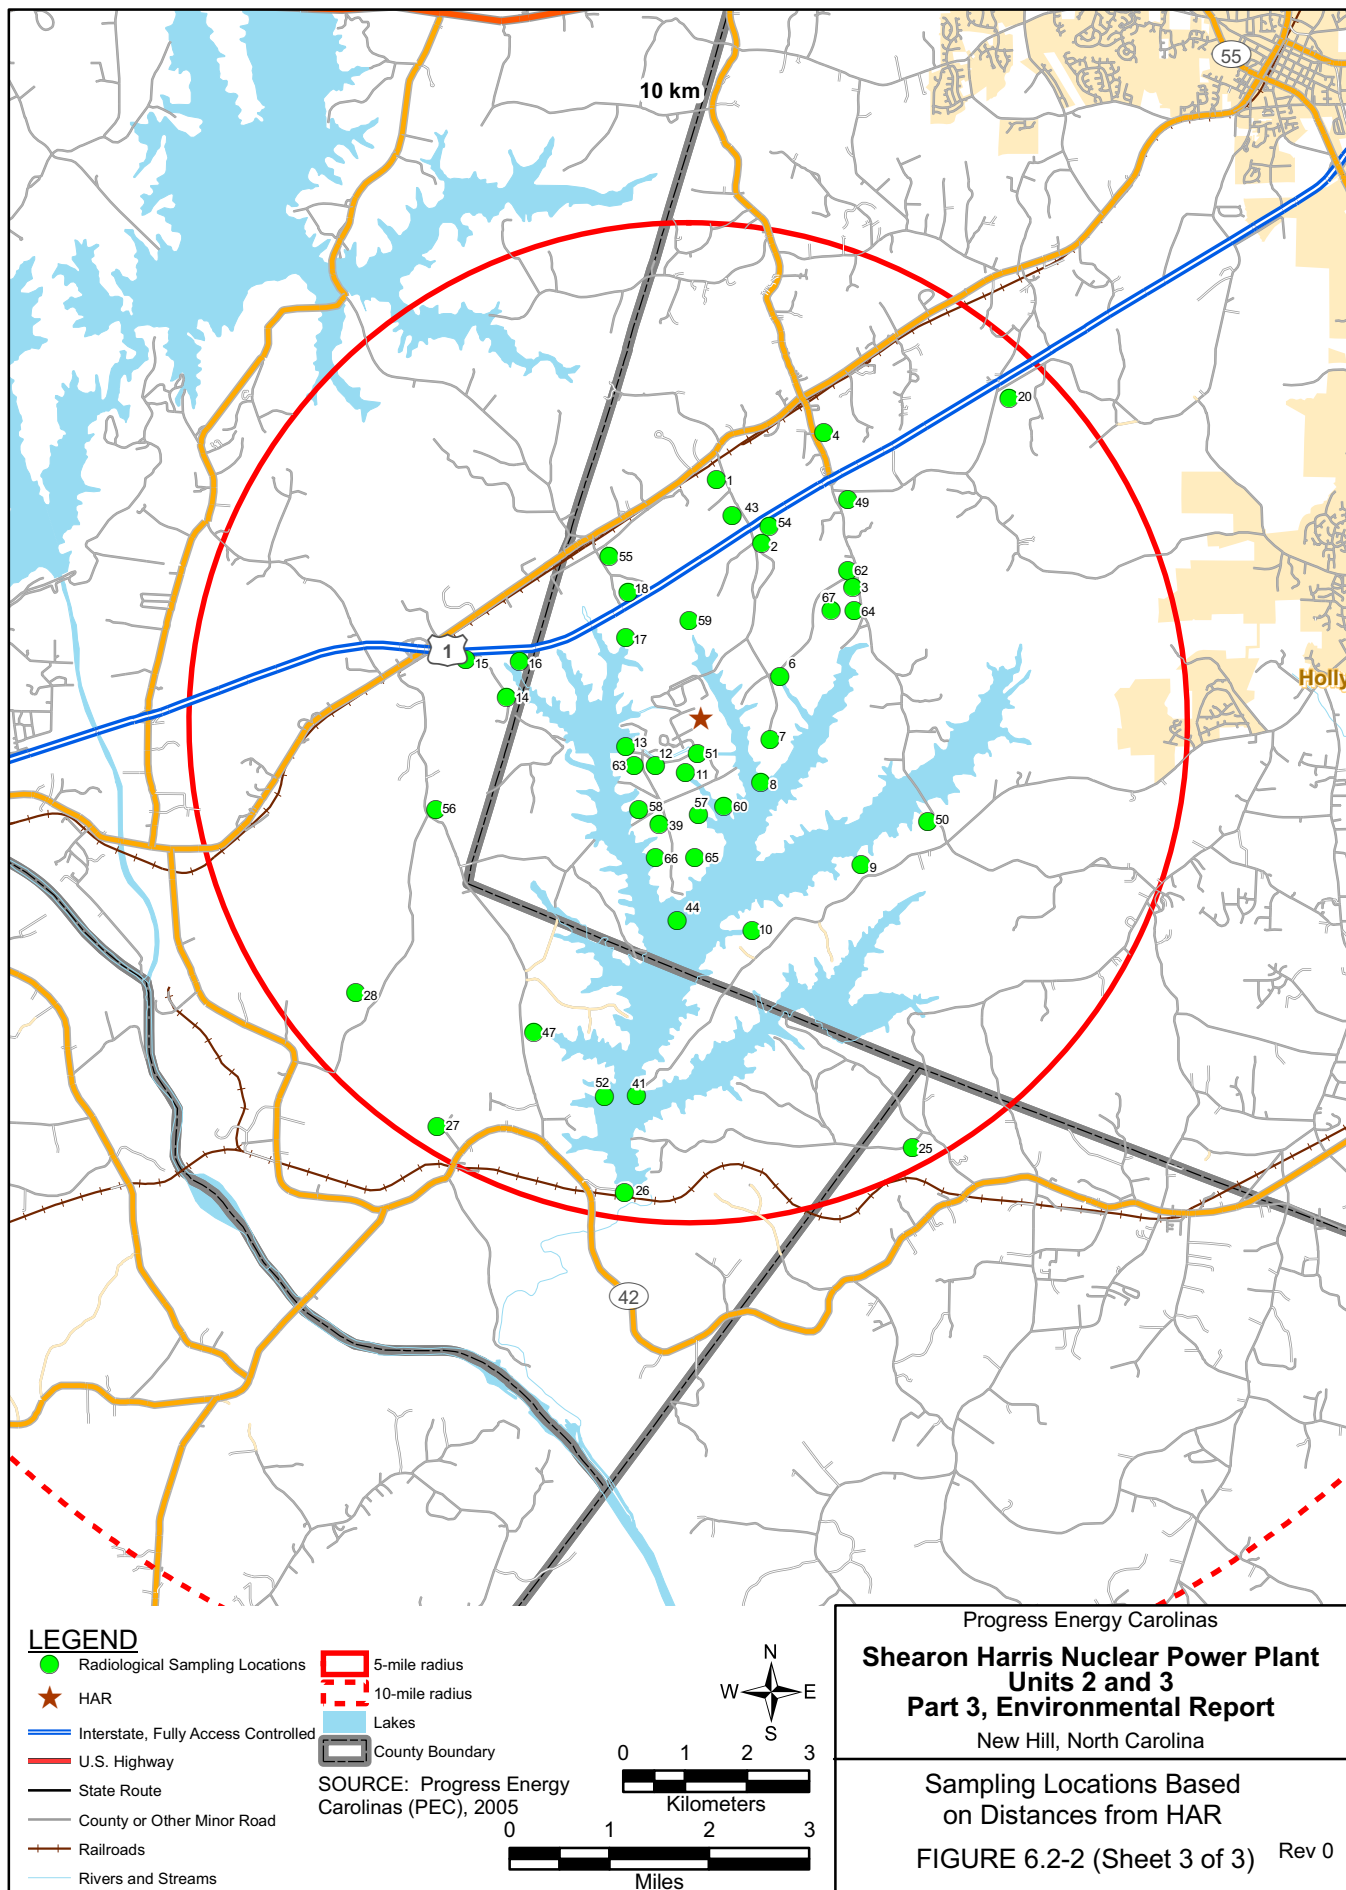 55
10 km
20
4
1
49
43
54
2
55
62
18
3
67
64
59
17
1
15
16
6
Holly
14
13
12
51
7
63
11
8
58
57
60
56
39
50
66
65
9
44
10
28
47
52
41
27
25
26
42
LEGEND
Radiological Sampling Locations
HAR
Interstate, Fully Access Controlled
U.S. Highway
State Route
County or Other Minor Road
Railroads
Rivers and Streams
5-mile radius
10-mile radius
Lakes
County Boundary
SOURCE: Progress Energy
Carolinas (PEC), 2005
N
W E
S
0 1 2 3
Kilometers
0 1 2 3
Miles
Progress Energy Carolinas
Shearon Harris Nuclear Power Plant
Units 2 and 3
Part 3, Environmental Report
New Hill, North Carolina
Sampling Locations Based
on Distances from HAR
FIGURE 6.2-2 (Sheet 3 of 3) Rev 0